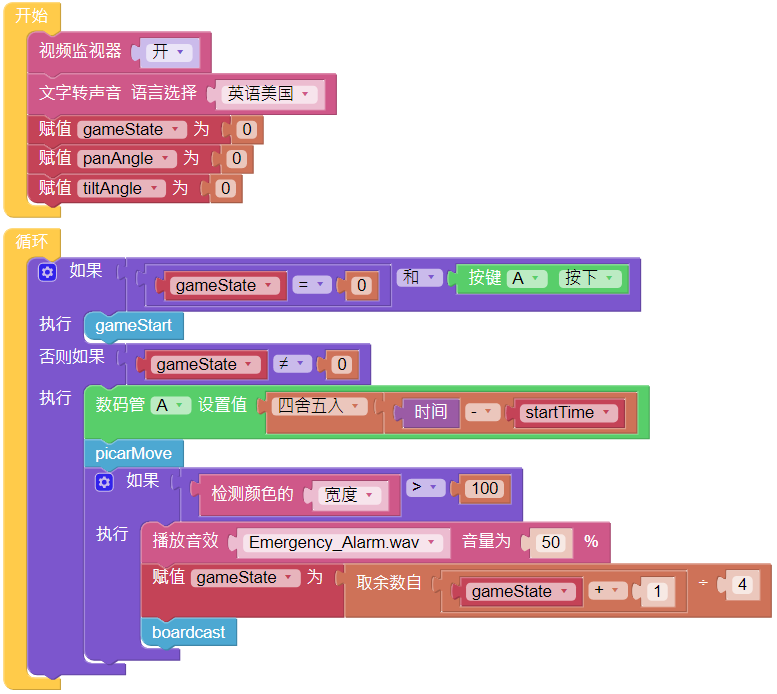 开始
视频监视器 开
文字转声音 语言选择 英语美国
赋值 gameState 为 0
赋值 panAngle 为 0
赋值 tiltAngle 为 0
循环
如果 gameState = 0 和 按键 A 按下
执行 gameStart
否则如果 gameState ≠ 0
执行 数码管 A 设置值 四舍五入 时间 - startTime
picarMove
如果 检测颜色的 宽度 > 100
执行 播放音效 Emergency_Alarm.wav 音量为 50 %
赋值 gameState 为 取余数自 gameState + 1 ÷ 4
boardcast